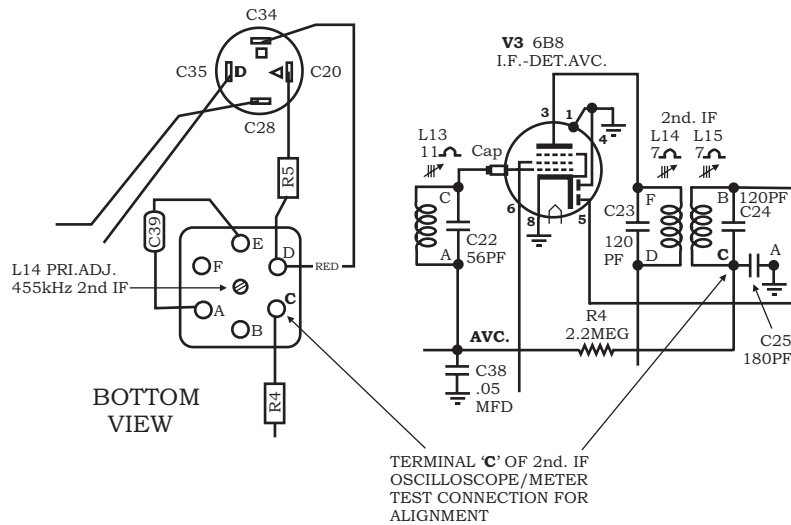 C34
C35
D
C20
C28
R5
C39
E
F
D
RED
L14 PRI.ADJ.
455kHz 2nd IF
A
C
B
R4
BOTTOM
VIEW
V3 6B8
I.F.-DET.AVC.
3
1
4
L13
11
Cap
2nd. IF
L14
L15
7
7
C
6
8
5
F
B
120PF
C24
C23
120
PF
C22
56PF
A
D
C
A
R4
2.2MEG
C25
180PF
AVC.
C38
.05
MFD
TERMINAL 'C' OF 2nd. IF
OSCILLOSCOPE/METER
TEST CONNECTION FOR
ALIGNMENT